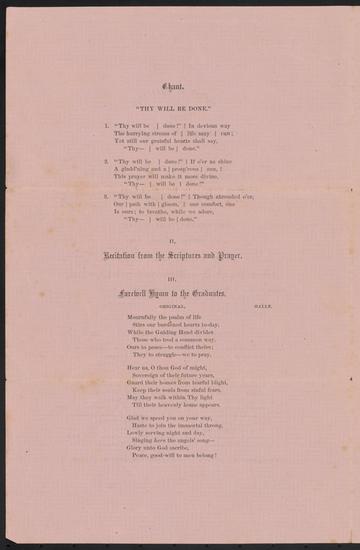 Chant.
"THY WILL BE DONE."
1. "Thy will be | done!" | In devious way
The hurrying stream of | life may | run;
Yet still our grateful hearts shall say,
"Thy— | will be | done."
2. "Thy will be | done!" | If o'er us shine
A gladd'ning and a | prosp'rous | sun, |
This prayer will make it more divine,
"Thy— | will be | done!"
3. "Thy will be | done!" | Though shrouded o'er,
Our | path with | gloom, | one comfort, one
Is ours; to breathe, while we adore,
"Thy— | will be | done."
II.
Recitation from the Scriptures and Prayer.
III.
Farewell Hymn to the Graduates.
ORIGINAL.
Mournfully the psalm of life
Stirs our burdened hearts to-day,
While the Guiding Hand divides
Those who trod a common way.
Ours in peace—to conflict theirs;
They to struggle—we to pray.
Hear us, O thou God of might,
Sovereign of their future years,
Guard their homes from tearful blight,
Keep their souls from sinful fears,
May they walk within Thy light
Till their heavenly home appears.
Glad we speed you on your way,
Haste to join the immortal throng,
Lowly serving night and day,
Singing here the angels' song—
Glory unto God ascribe,
Peace, good-will to men belong!